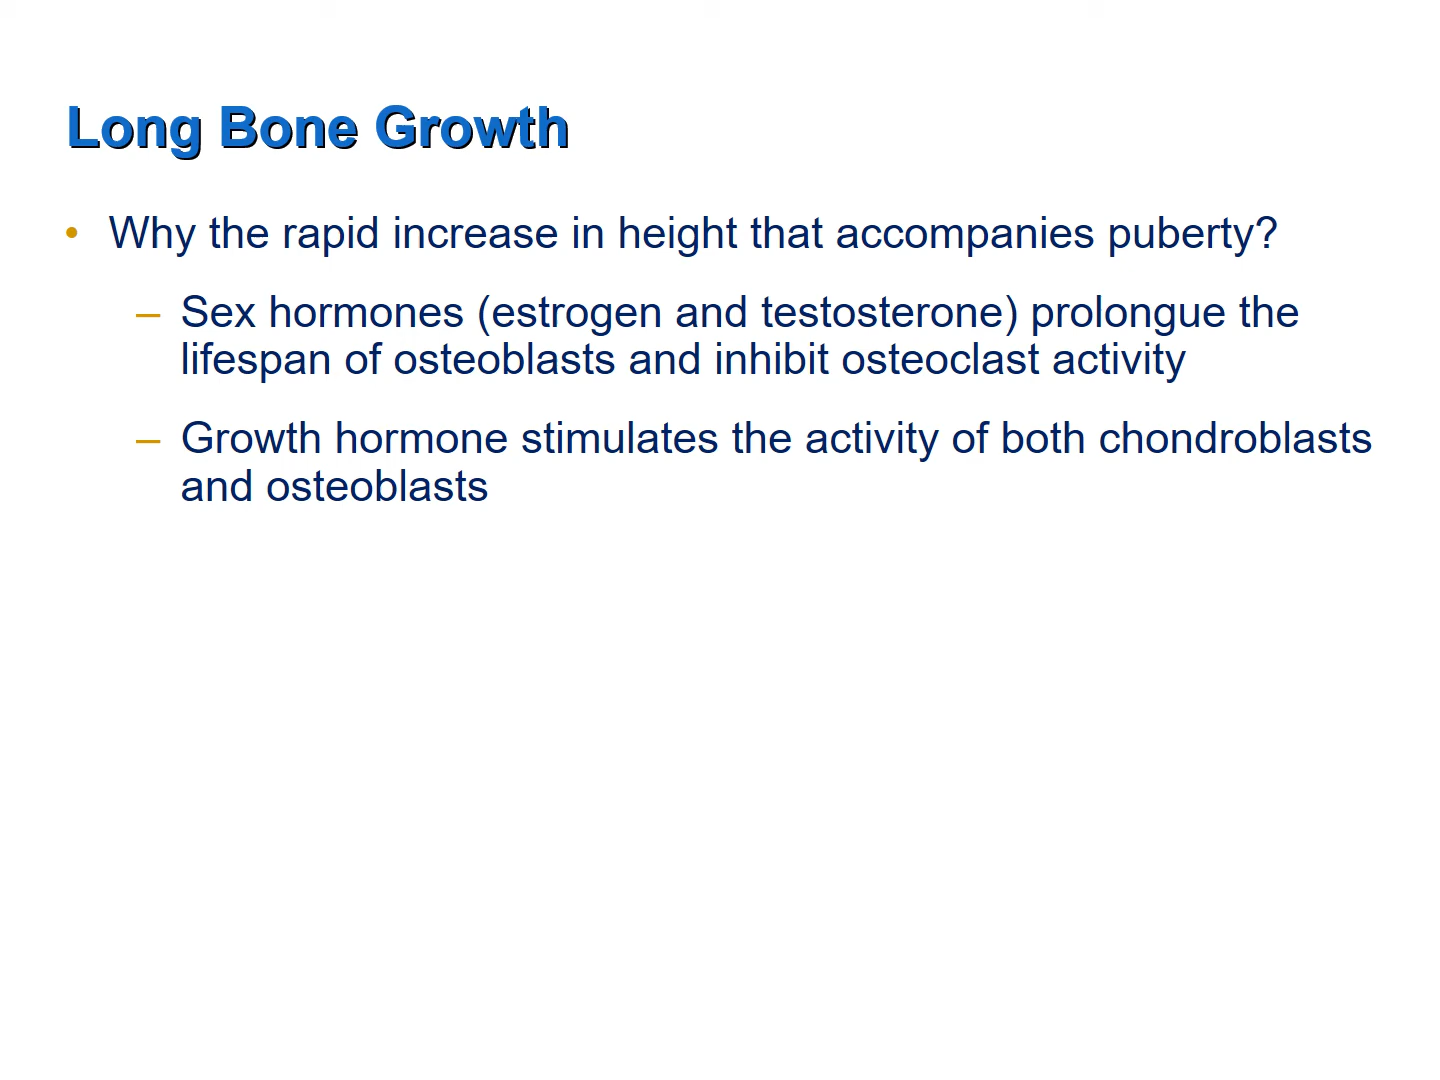 Long Bone Growth
• Why the rapid increase in height that accompanies puberty?
– Sex hormones (estrogen and testosterone) prolongue the
lifespan of osteoblasts and inhibit osteoclast activity
– Growth hormone stimulates the activity of both chondroblasts
and osteoblasts